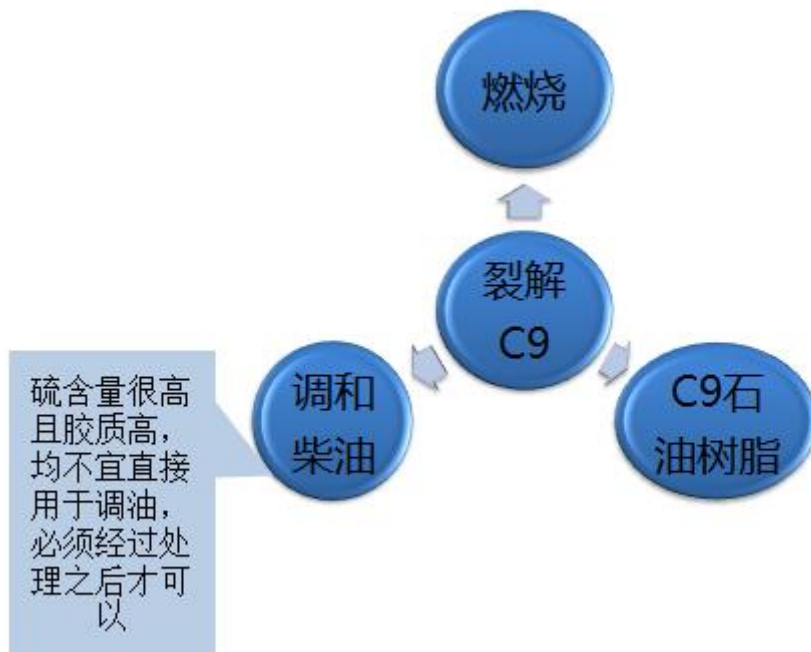 燃烧
裂解
C9
调和
柴油
C9石
油树脂
硫含量很高
且胶质高，
均不宜直接
用于调油，
必须经过处
理之后才可
以